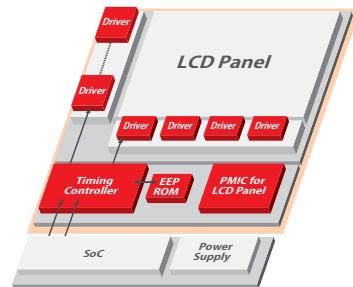 Driver
LCD Panel
Driver
Driver
Driver
Driver
Driver
Timing
Controller
EEP
ROM
PMIC for
LCD Panel
SoC
Power
Supply